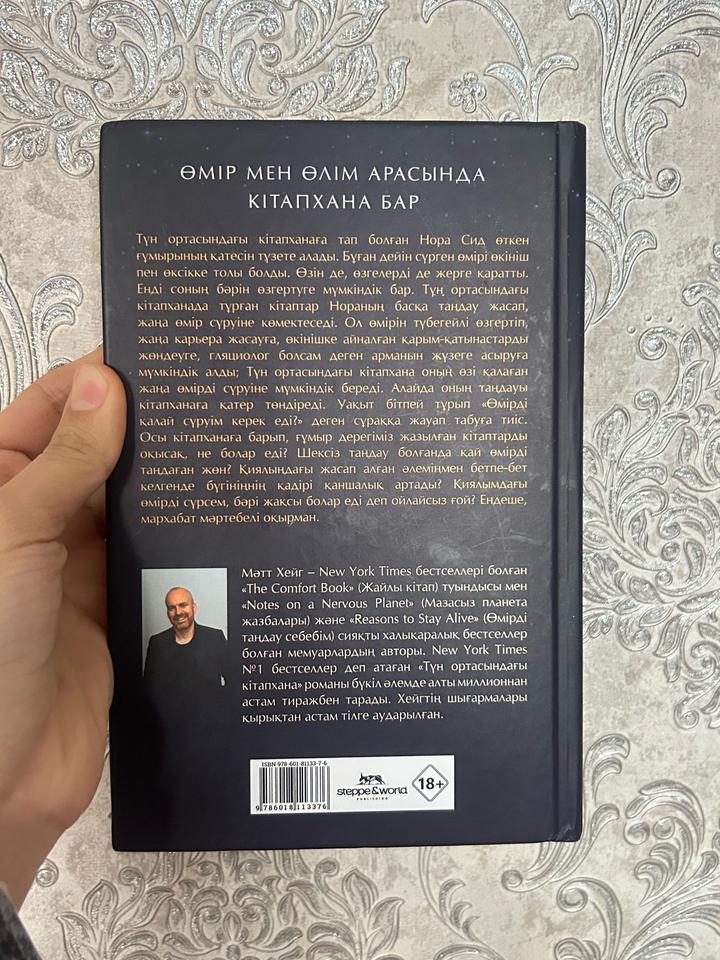 ӨМІР МЕН ӨЛІМ АРАСЫНДА
КІТАПХАНА БАР
Түн ортасындағы кітапханаға тап болған Нора Сид өткен
ғұмырының қатесін түзете алады. Бұған дейін сүрген өмірі өкініш
пен өксікке толы болды. Өзін де, өзгелерді де жерге қаратты.
Енді соның бәрін өзгертуге мүмкіндік бар. Түн ортасындағы
кітапханада тұрған кітаптар Нораның басқа таңдау жасап,
жаңа өмір сүруіне көмектеседі. Ол өмірін түбегейлі өзгертіп,
жаңа карьера жасауға, өкінішке айналған қарым-қатынастарды
жөндеуге, гляциолог болсам деген арманын жүзеге асыруға
мүмкіндік алды; Түн ортасындағы кітапхана оның өзі қалаған
жаңа өмірді сүруіне мүмкіндік береді. Алайда оның таңдауы
кітапханаға қатер төндіреді. Уақыт бітпей тұрып «Өмірді
қалай сүруім керек еді?» деген сұраққа жауап табуға тиіс.
Осы кітапханаға барып, ғұмыр дерегіміз жазылған кітаптарды
оқысақ, не болар еді? Шексіз таңдау болғанда қай өмірді
таңдаған жөн? Қиялыңдағы жасап алған әлеміңмен бетпе-бет
келгенде бүгініңнің қадірі қаншалық артады? Қиялымдағы
өмірді сүрсем, бәрі жақсы болар еді деп ойлайсыз ғой? Ендеше,
мархабат мәртебелі оқырман.
Мәтт Хейг – New York Times бестселлері болған
«The Comfort Book» (Жайлы кітап) туындысы мен
«Notes on a Nervous Planet» (Мазасыз планета
жазбалары) және «Reasons to Stay Alive» (Өмірді
таңдау себебім) сияқты халықаралық бестселлер
болған мемуарлардың авторы. New York Times
№1 бестселлер деп атаған «Түн ортасындағы
кітапхана» романы бүкіл әлемде алты миллионнан
астам тиражбен тарады. Хейгтің шығармалары
қырықтан астам тілге аударылған.
ISBN 978-601-81133-7-6
9 786018 113376
steppe&world
PUBLISHING
18+